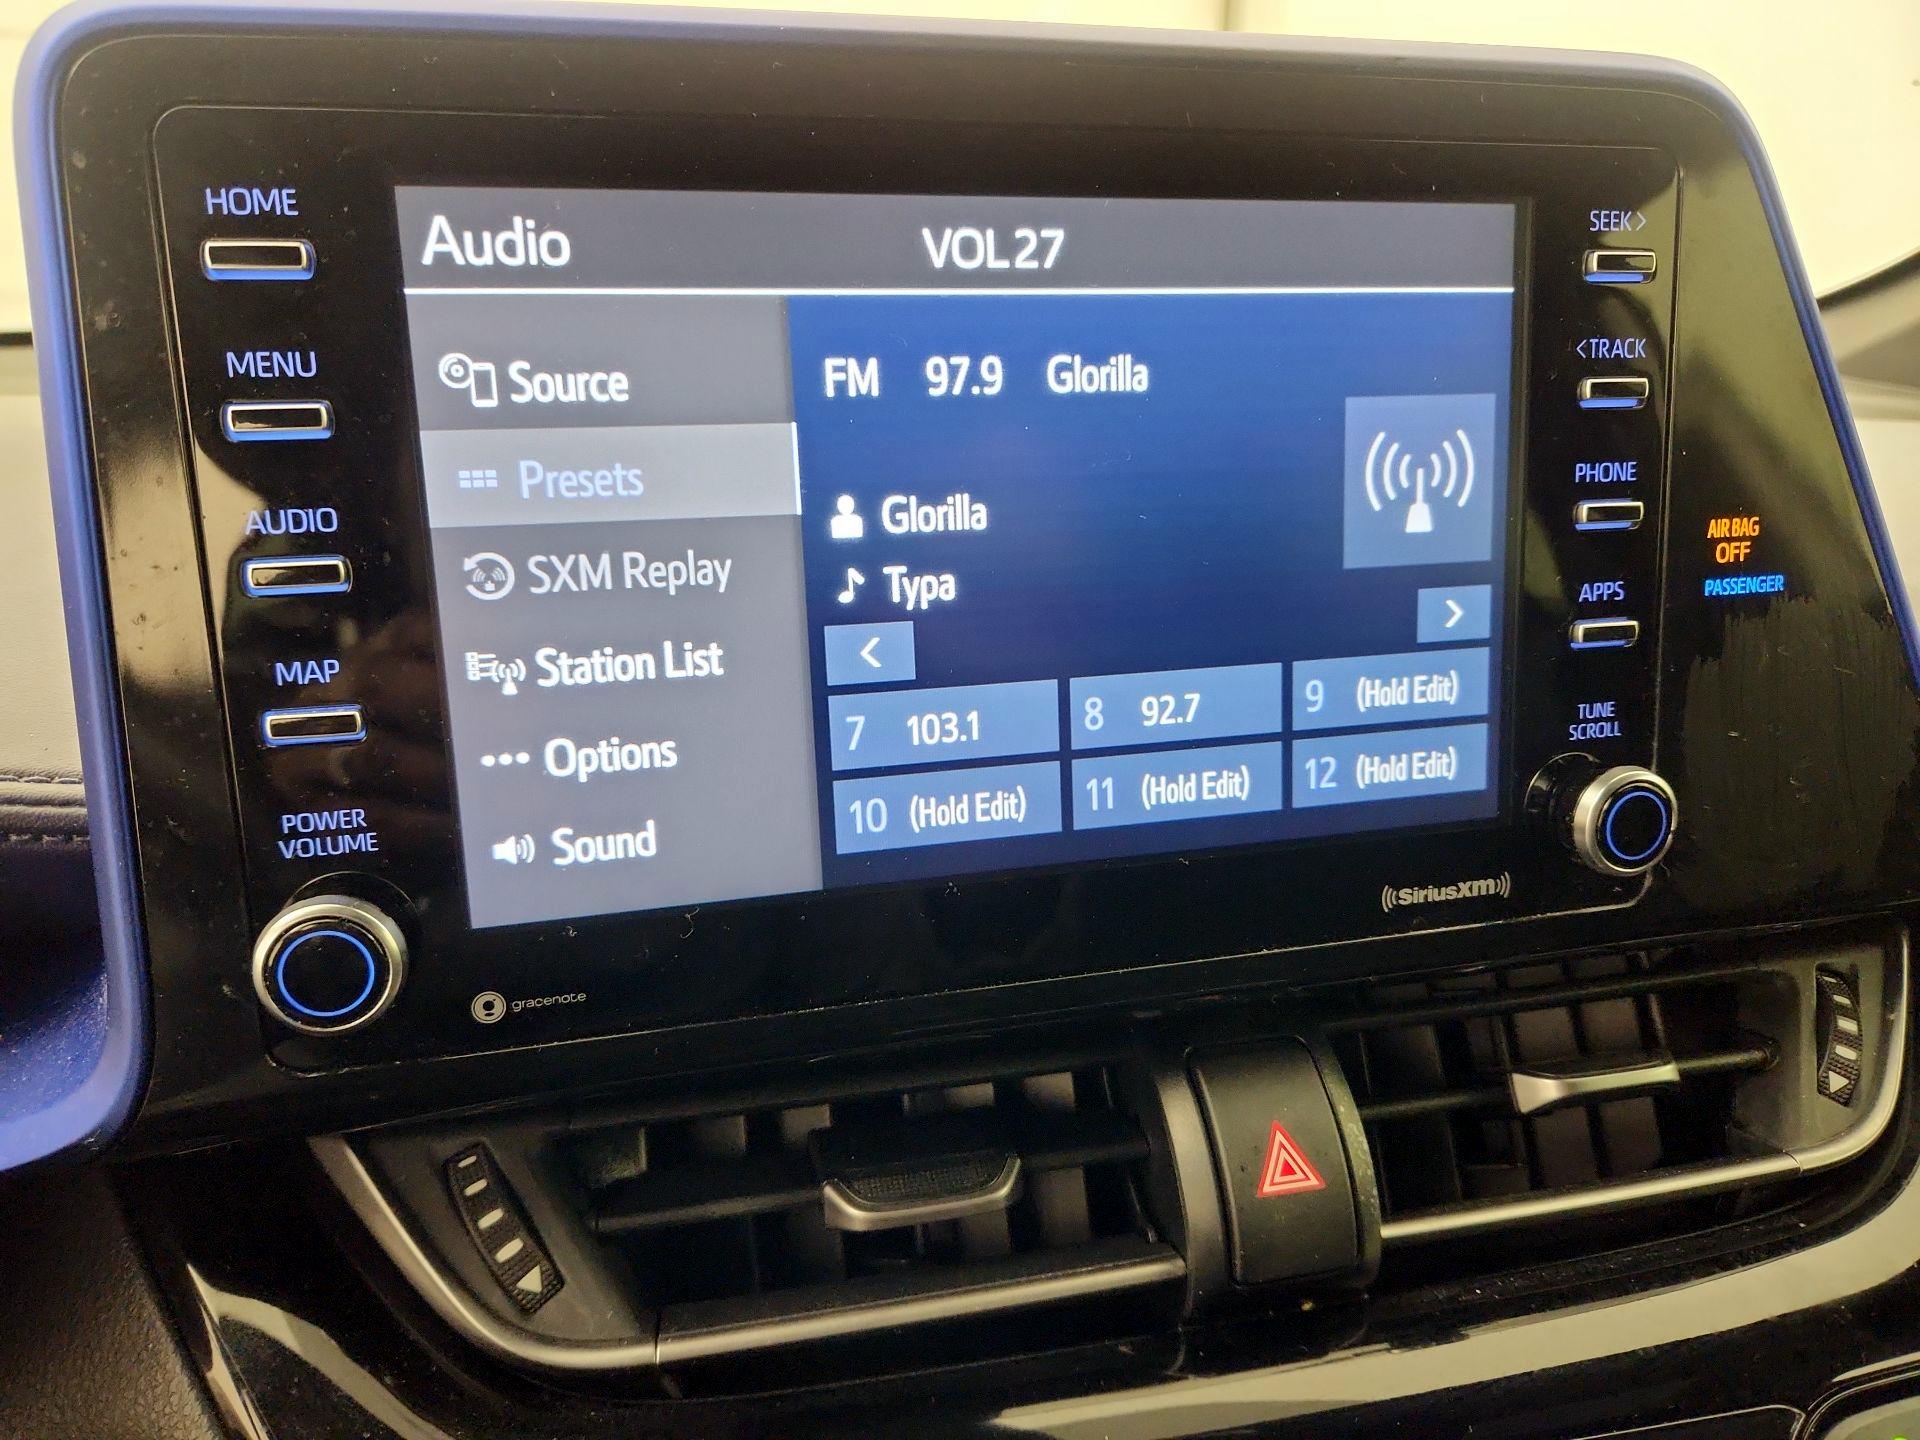 HOME
MENU
AUDIO
MAP
POWER
VOLUME
Audio VOL 27
Source
Presets
SXM Replay
Station List
Options
Sound
FM 97.9 Glorilla
Glorilla
Typa
<
>
7 103.1 8 92.7 9 (Hold Edit)
10 (Hold Edit) 11 (Hold Edit) 12 (Hold Edit)
gracenote
((SiriusXM))
SEEK>
<TRACK
PHONE
APPS
TUNE
SCROLL
AIR BAG
OFF
PASSENGER